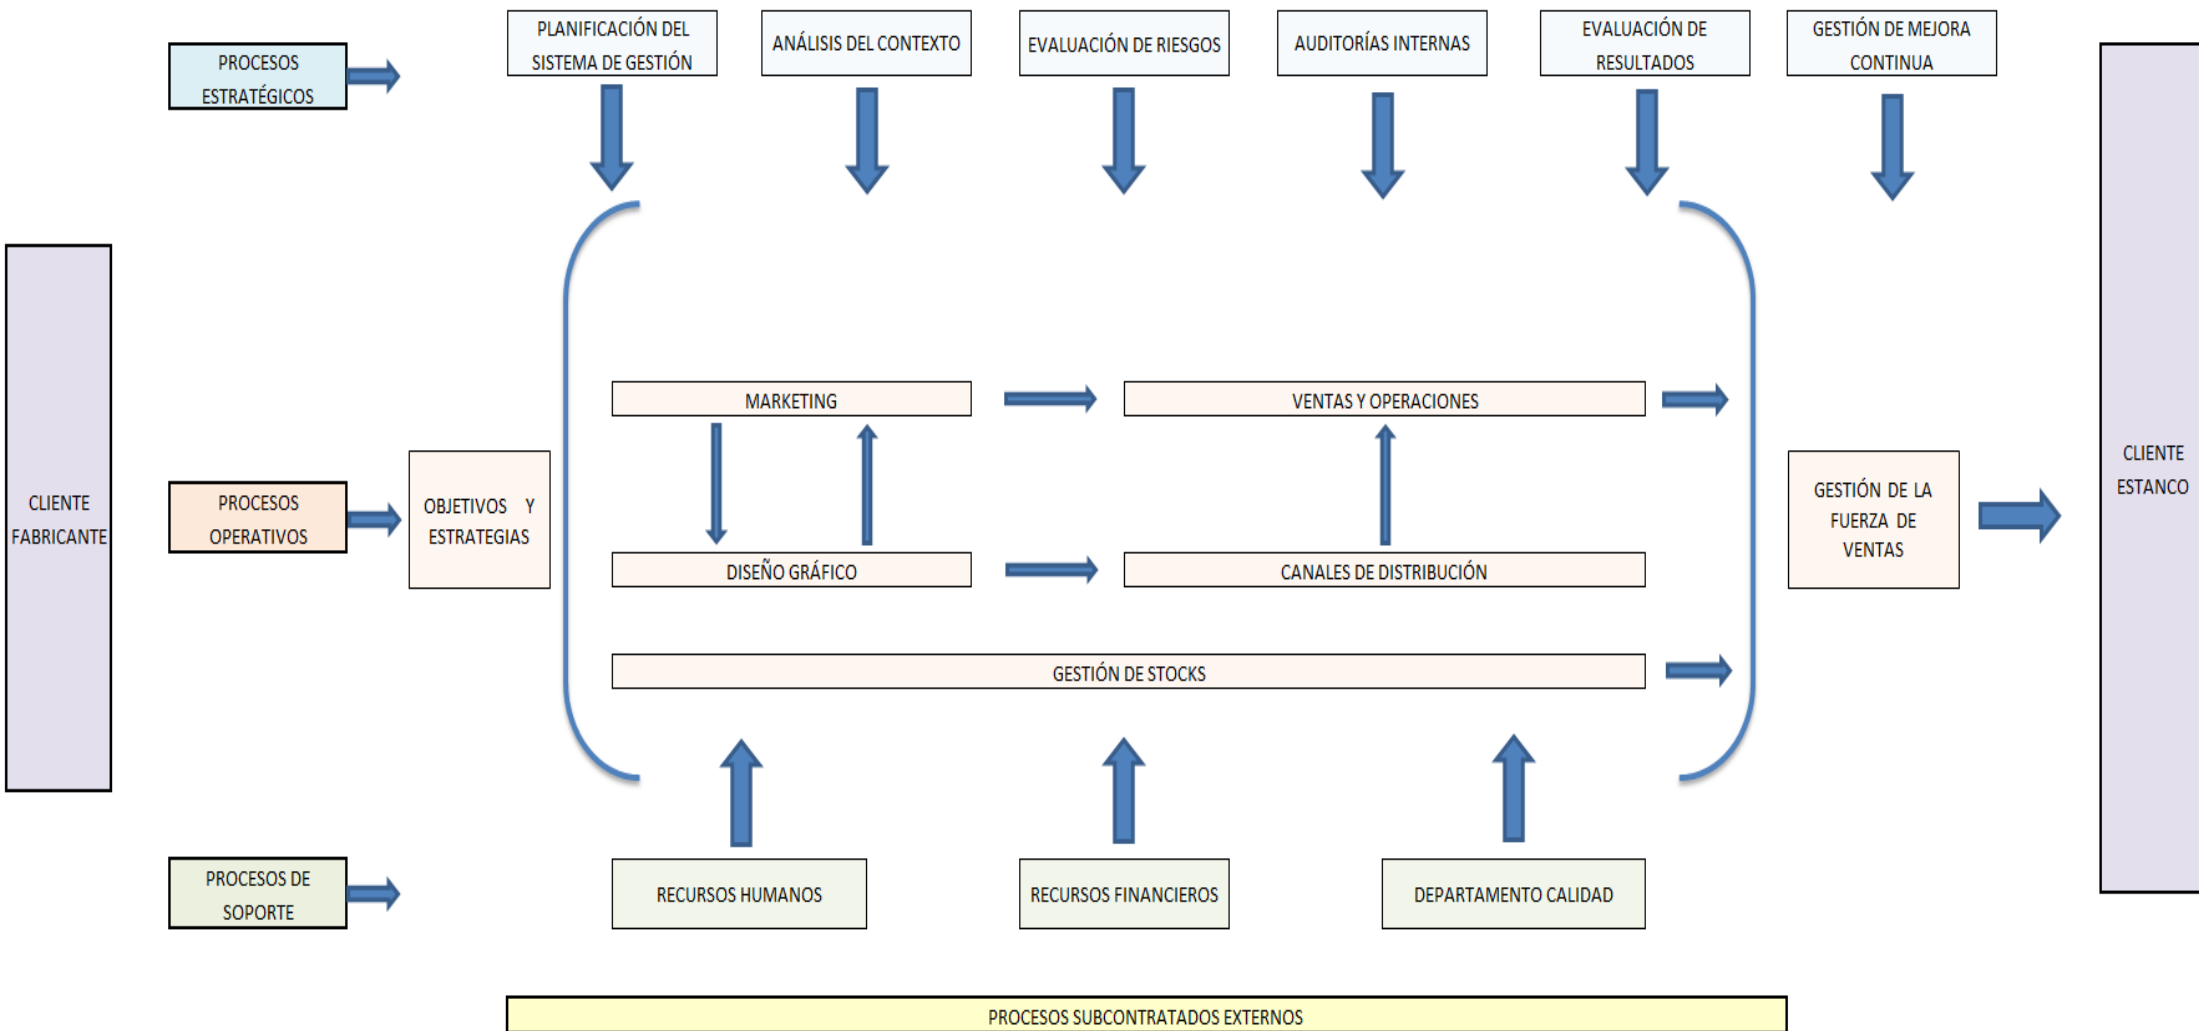 PLANIFICACIÓN DEL
SISTEMA DE GESTIÓN
ANÁLISIS DEL CONTEXTO
EVALUACIÓN DE RIESGOS
AUDITORÍAS INTERNAS
EVALUACIÓN DE
RESULTADOS
GESTIÓN DE MEJORA
CONTINUA
PROCESOS
ESTRATÉGICOS
MARKETING
VENTAS Y OPERACIONES
CLIENTE
FABRICANTE
PROCESOS
OPERATIVOS
OBJETIVOS Y
ESTRATEGIAS
DISEÑO GRÁFICO
CANALES DE DISTRIBUCIÓN
GESTIÓN DE LA
FUERZA DE
VENTAS
CLIENTE
ESTANCO
GESTIÓN DE STOCKS
PROCESOS DE
SOPORTE
RECURSOS HUMANOS
RECURSOS FINANCIEROS
DEPARTAMENTO CALIDAD
PROCESOS SUBCONTRATADOS EXTERNOS